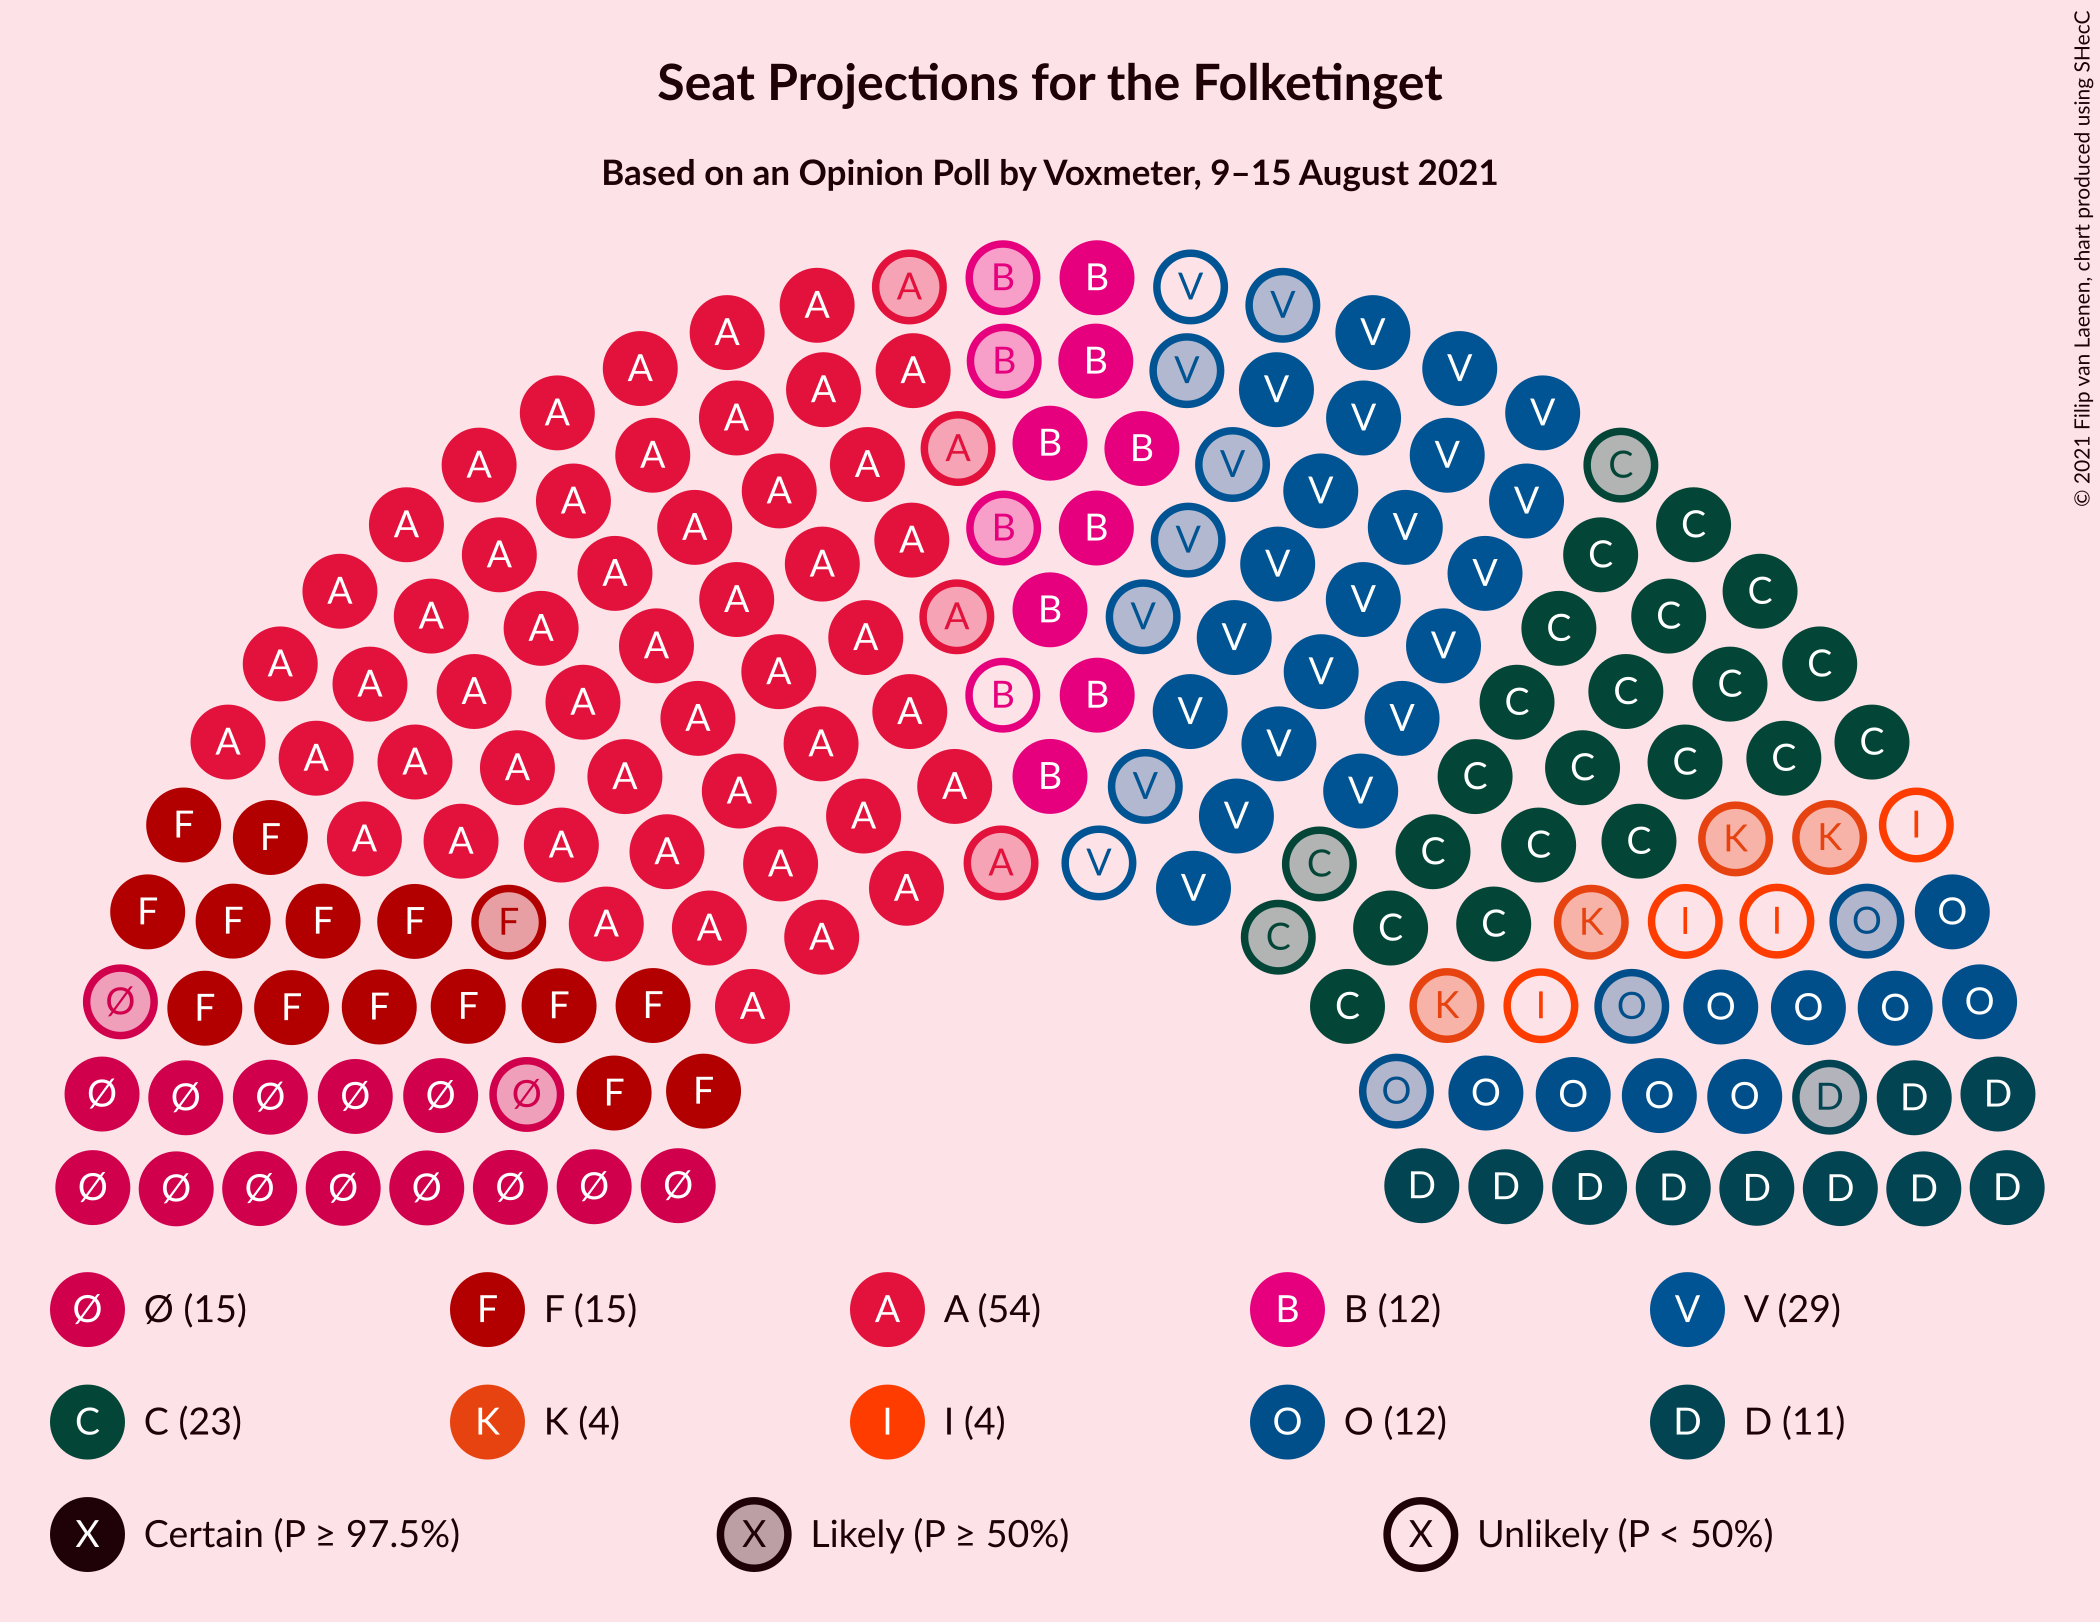 Seat Projections for the Folketinget
Based on an Opinion Poll by Voxmeter, 9–15 August 2021
© 2021 Filip van Laenen, chart produced using SHecC
A A B B V V
A V
A A B B V V
A V
A A V V
A A A A B B V V C
A A V V
A A A A B B V V C C
A A V V
A A A A A B V V C C C
A A A A V V V C
A A A A A B B V V C C C
A A A A A A A A B V V V C C C C C
F F A A A A A A A V V C C C C K K I
F F F F F A A A A V C C C K I I O O
Ø F F F F F F A C K I O O O O O
Ø Ø Ø Ø Ø Ø F F O O O O O D D D
Ø Ø Ø Ø Ø Ø Ø Ø D D D D D D D D
Ø Ø (15) F F (15) A A (54) B B (12) V V (29)
C C (23) K K (4) I I (4) O O (12) D D (11)
X Certain (P ≥ 97.5%) X Likely (P ≥ 50%) X Unlikely (P < 50%)